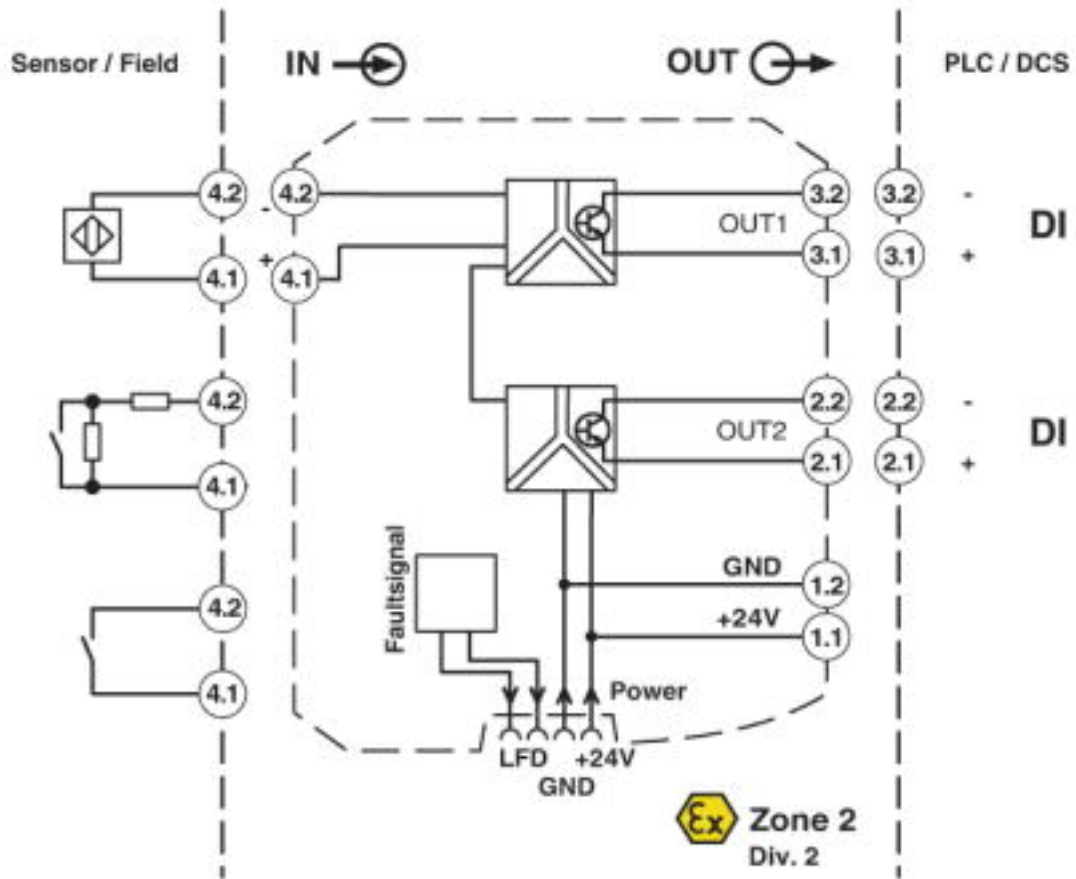 Sensor / Field
IN
OUT
PLC / DCS
4.2
4.2
3.2
3.2
-
-
OUT1
DI
+
3.1
3.1
+
4.1
4.1
4.2
2.2
2.2
-
OUT2
DI
2.1
2.1
+
4.1
Faultsignal
GND
1.2
4.2
+24V
1.1
4.1
Power
LFD
+24V
GND
Ex
Zone 2
Div. 2